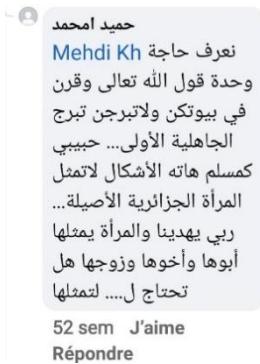 حميد امحمد
Mehdi Kh نعرف حاجة
وحدة قول الله تعالى وقرن
في بيوتكن ولاتبرجن تبرج
الجاهلية الأولى... حبيبي
كمسلم هاته الأشكال لاتمثل
المرأة الجزائرية الأصيلة...
ربي يهدينا والمرأة يمثلها
أبوها وأخوها وزوجها هل
تحتاج ل.... لتمثلها
52 sem J'aime
Répondre